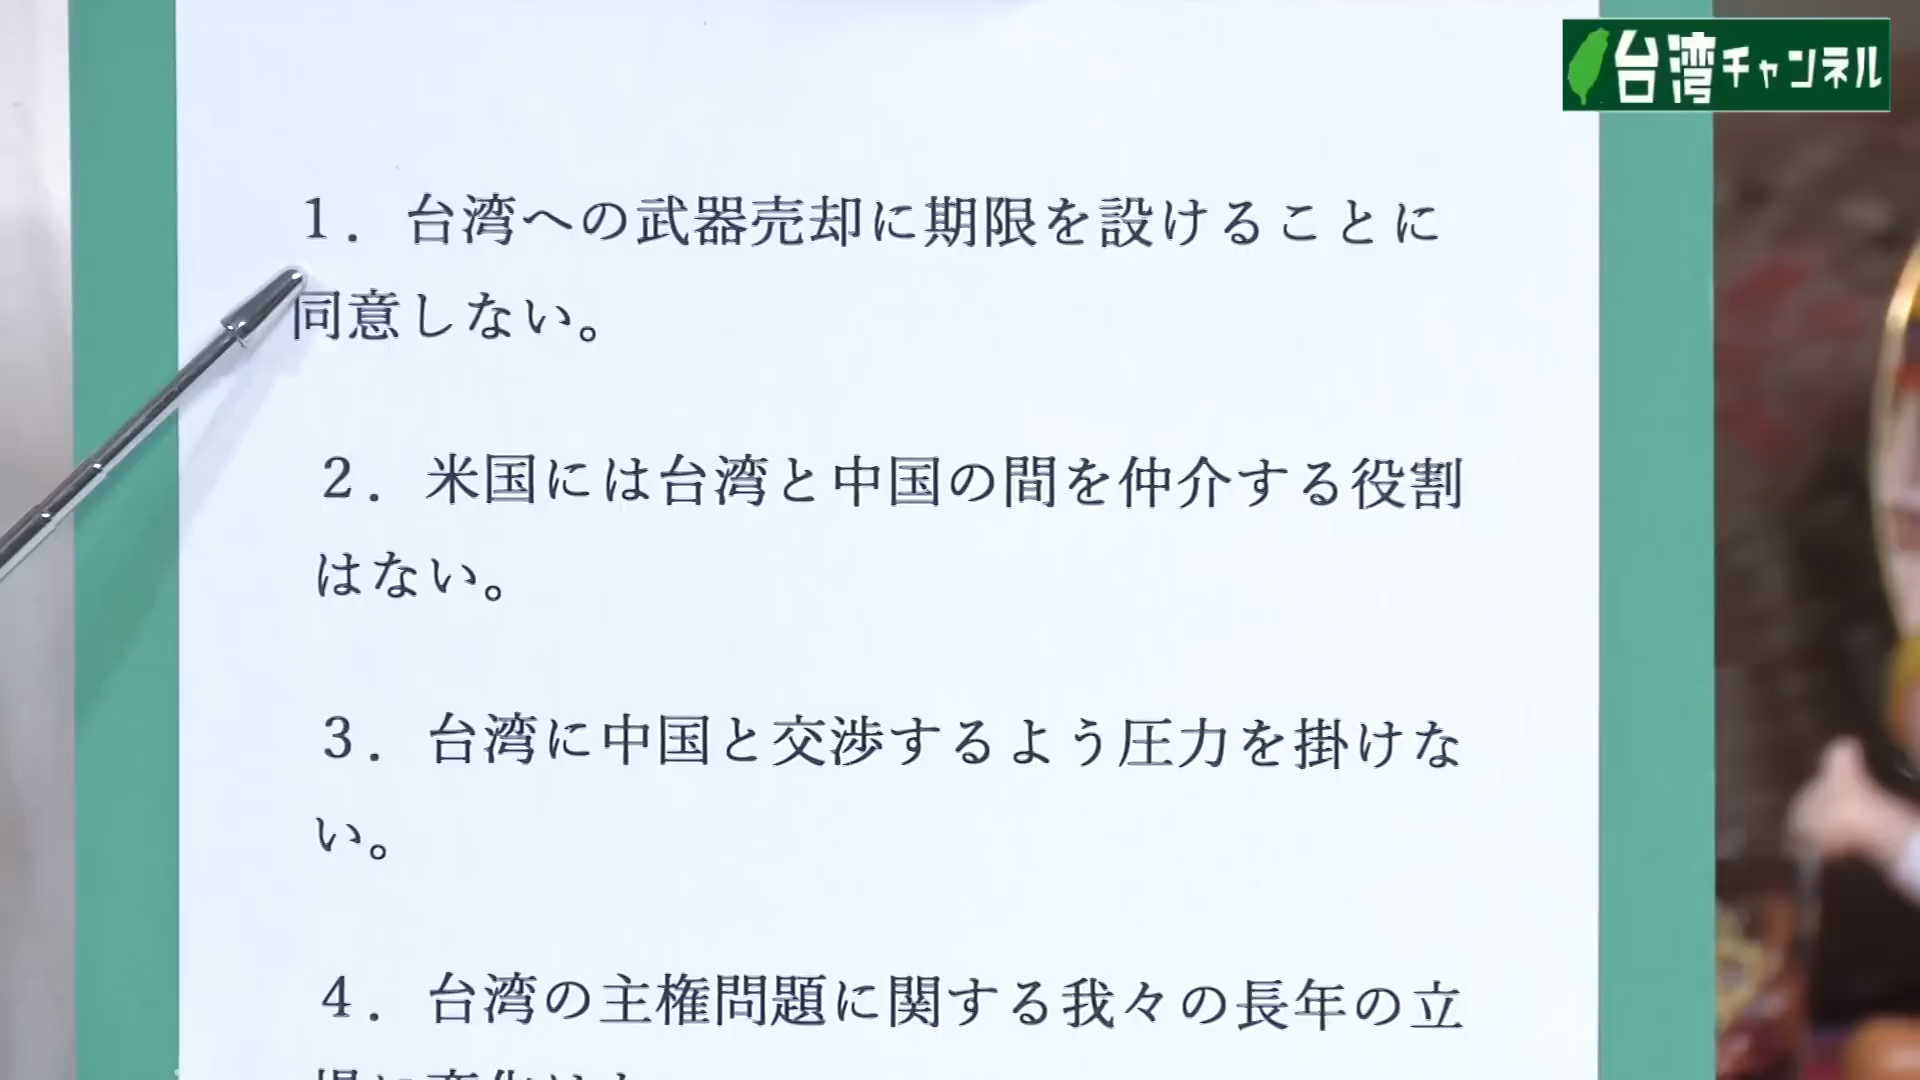 台湾チャンネル
１．台湾への武器売却に期限を設けることに
同意しない。
２．米国には台湾と中国の間を仲介する役割
はない。
３．台湾に中国と交渉するよう圧力を掛けな
い。
４．台湾の主権問題に関する我々の長年の立